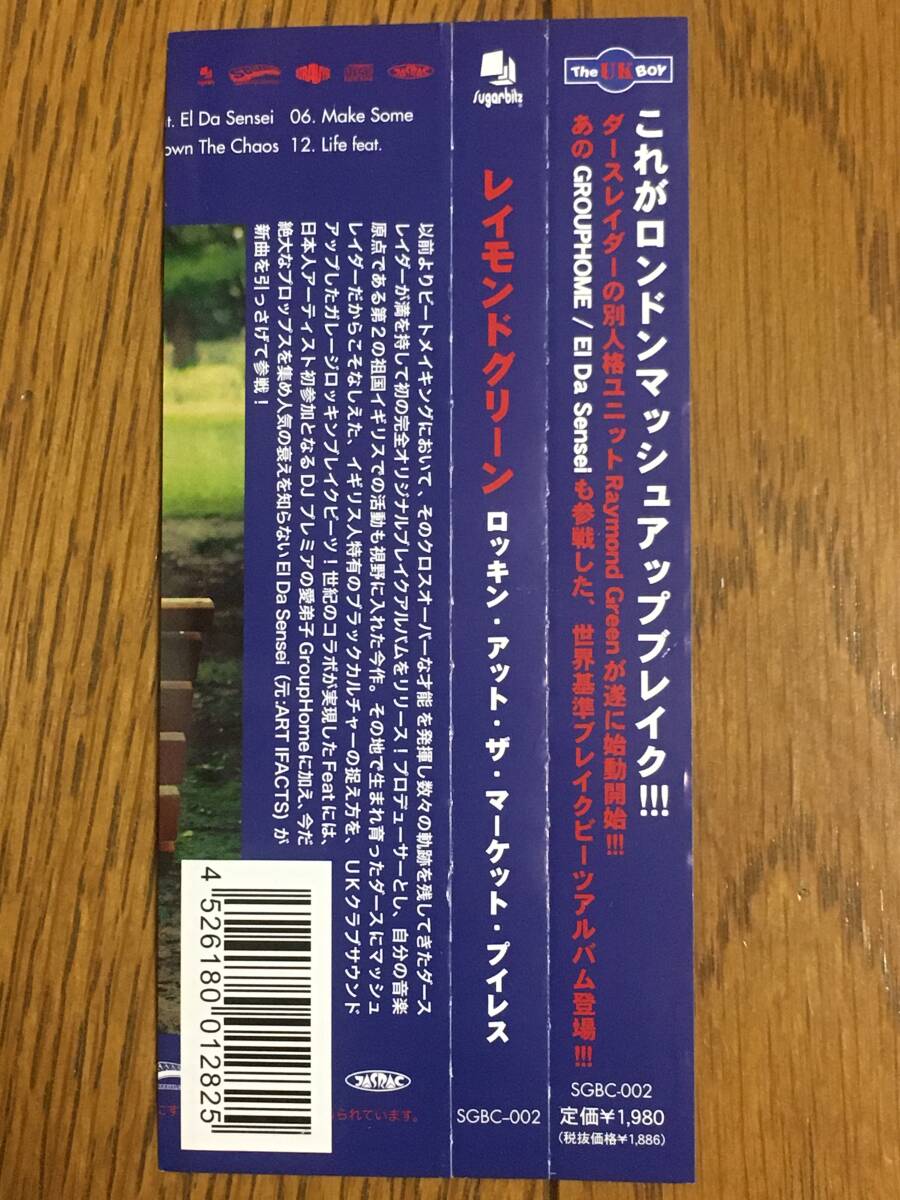 The UK BOY
これがロンドンマッシュアップブレイク!!!
ダースレイダーの別人格ユニットRaymond Greenが遂に始動開始!!!
あのGROUPHOME / El Da Senseiも参戦した、世界基準ブレイクビーツアルバム登場!!!
SGBC-002
定価¥1,980
(税抜価格¥1,886)
Sugarbitz
レイモンドグリーン ロッキン・アット・ザ・マーケット・プイレス
SGBC-002
JASRAC
t. El Da Sensei 06. Make Some
own The Chaos 12. Life feat.
以前よりビートメイキングにおいて、そのクロスオーバーな才能を発揮し数々の軌跡を残してきたダース
レイダーが満を持して初の完全オリジナルブレイクアルバムをリリース！プロデューサーとし、自分の音楽
原点である第２の祖国イギリスでの活動も視野に入れた今作。その地で生まれ育ったダースにマッシュ
レイダーだからこそなしえた、イギリス人特有のブラックカルチャーの捉え方を、UKクラブサウンド
アップしたガレージロッキンブレイクビーツ！世紀のコラボが実現したFeatには、
日本人アーティスト初参加となるDJプレミアの愛弟子GroupHomeに加え、今だ
絶大なプロップスを集め人気の衰えを知らないEl Da Sensei（元:ART IFACTS）が
新曲を引っさげて参戦！
JASRAC
られています。
4 526180 012825